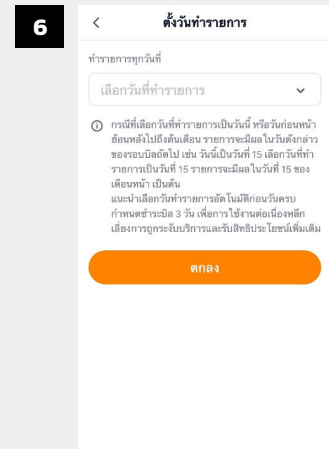 6
ตั้งวันทำรายการ
ทำรายการทุกวันที่
เลือกวันที่ทำรายการ
กรณีที่เลือกวันที่ทำรายการเป็นวันนี้ หรือวันก่อนหน้า
ย้อนหลังไปถึงต้นเดือน รายการจะมีผลในวันดังกล่าว
ของรอบบิลถัดไป เช่น วันนี้เป็นวันที่ 15 เลือกวันที่ทำ
รายการเป็นวันที่ 15 รายการจะมีผลในวันที่ 15 ของ
เดือนหน้า เป็นต้น
แนะนำเลือกวันทำรายการอัตโนมัติก่อนวันครบ
กำหนดชำระบิล 3 วัน เพื่อการใช้งานต่อเนื่องหลีก
เลี่ยงการถูกระงับบริการและรับสิทธิประโยชน์เพิ่มเติม
ตกลง